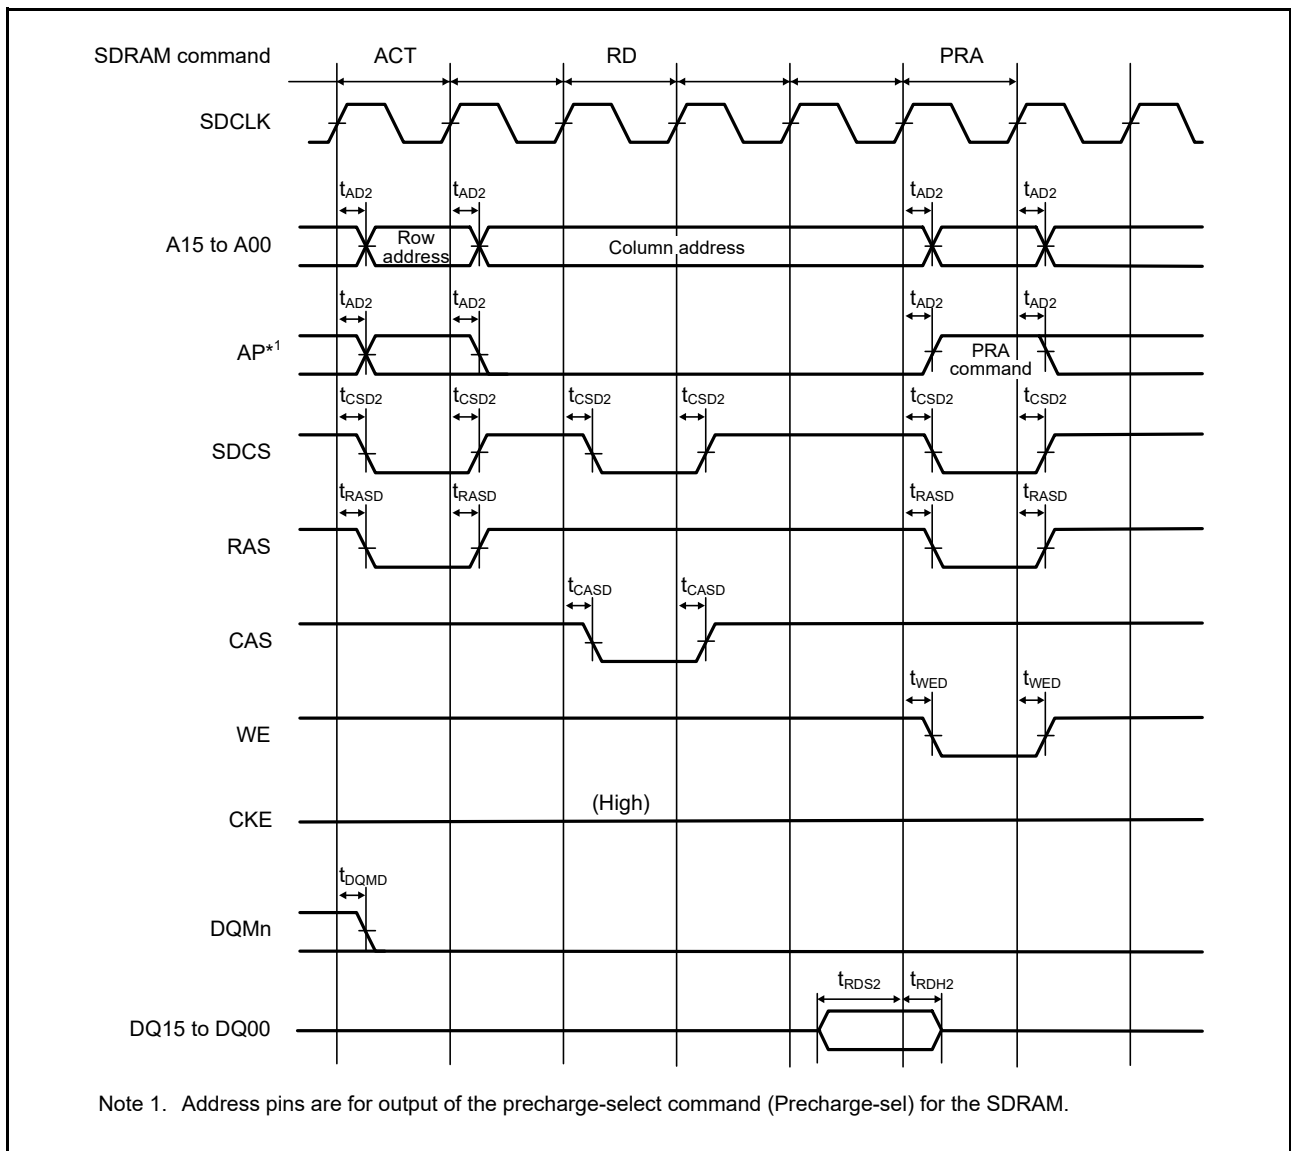 SDRAM command ACT RD PRA
SDCLK
tAD2 tAD2 tAD2 tAD2
A15 to A00 Row address Column address
tAD2 tAD2 tAD2 tAD2
AP*1 PRA command
tCSD2 tCSD2 tCSD2 tCSD2 tCSD2 tCSD2
SDCS
tRASD tRASD tRASD tRASD
RAS
tCASD tCASD
CAS
tWED tWED
WE
(High)
CKE
tDQMD
DQMn
tRDS2 tRDH2
DQ15 to DQ00
Note 1. Address pins are for output of the precharge-select command (Precharge-sel) for the SDRAM.